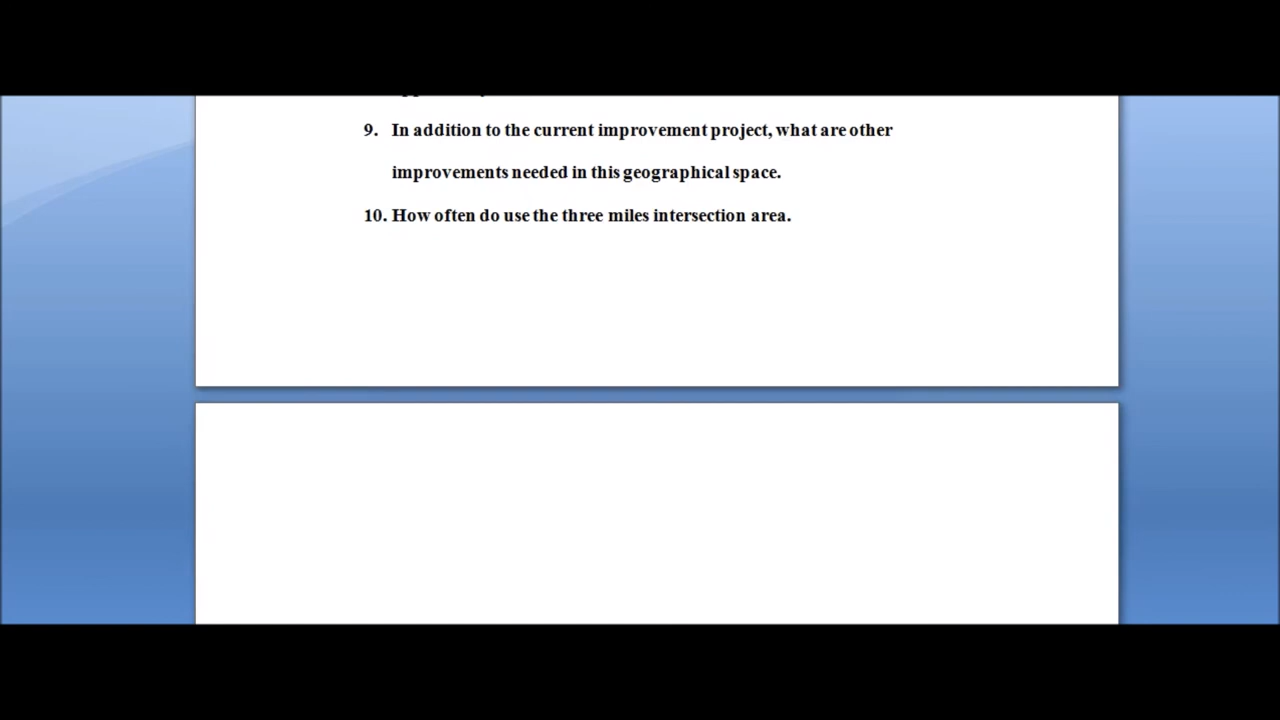 9. In addition to the current improvement project, what are other
improvements needed in this geographical space.
10. How often do use the three miles intersection area.